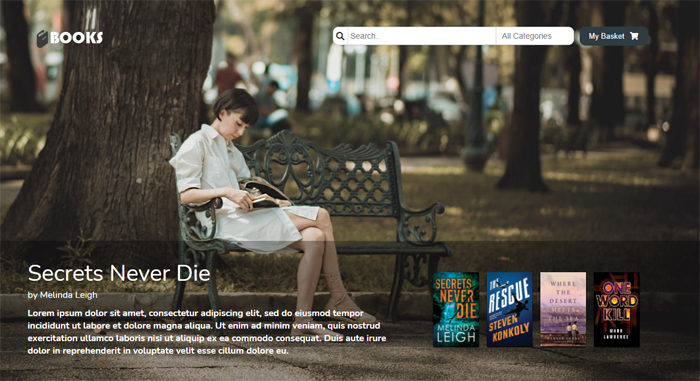 BOOKS
Search..
All Categories
My Basket
Secrets Never Die
by Melinda Leigh
Lorem ipsum dolor sit amet, consectetur adipiscing elit, sed do eiusmod tempor
incididunt ut labore et dolore magna aliqua. Ut enim ad minim veniam, quis nostrud
exercitation ullamco laboris nisi ut aliquip ex ea commodo consequat. Duis aute irure
dolor in reprehenderit in voluptate velit esse cillum dolore eu.
SECRETS
NEVER
DIE
MELINDA
LEIGH
THE
RESCUE
STEVEN
KONKOLY
WHERE
THE
DESERT
MEETS
THE SEA
ONE
WORD
KILL
MARK
LAWRENCE